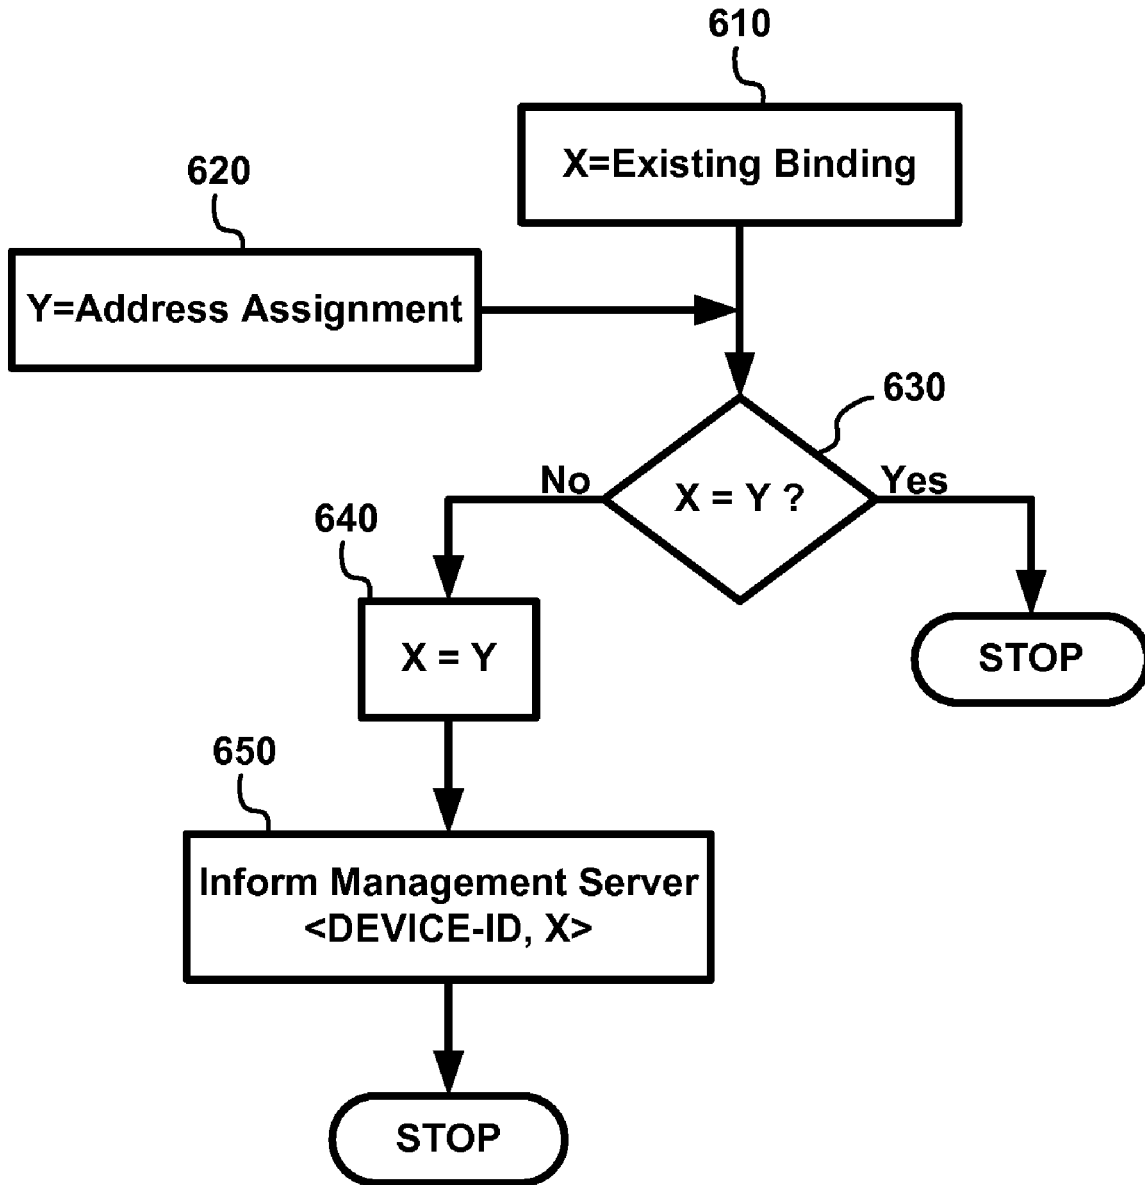 610
X=Existing Binding
620
Y=Address Assignment
630
No
X = Y ?
Yes
640
X = Y
STOP
650
Inform Management Server
<DEVICE-ID, X>
STOP